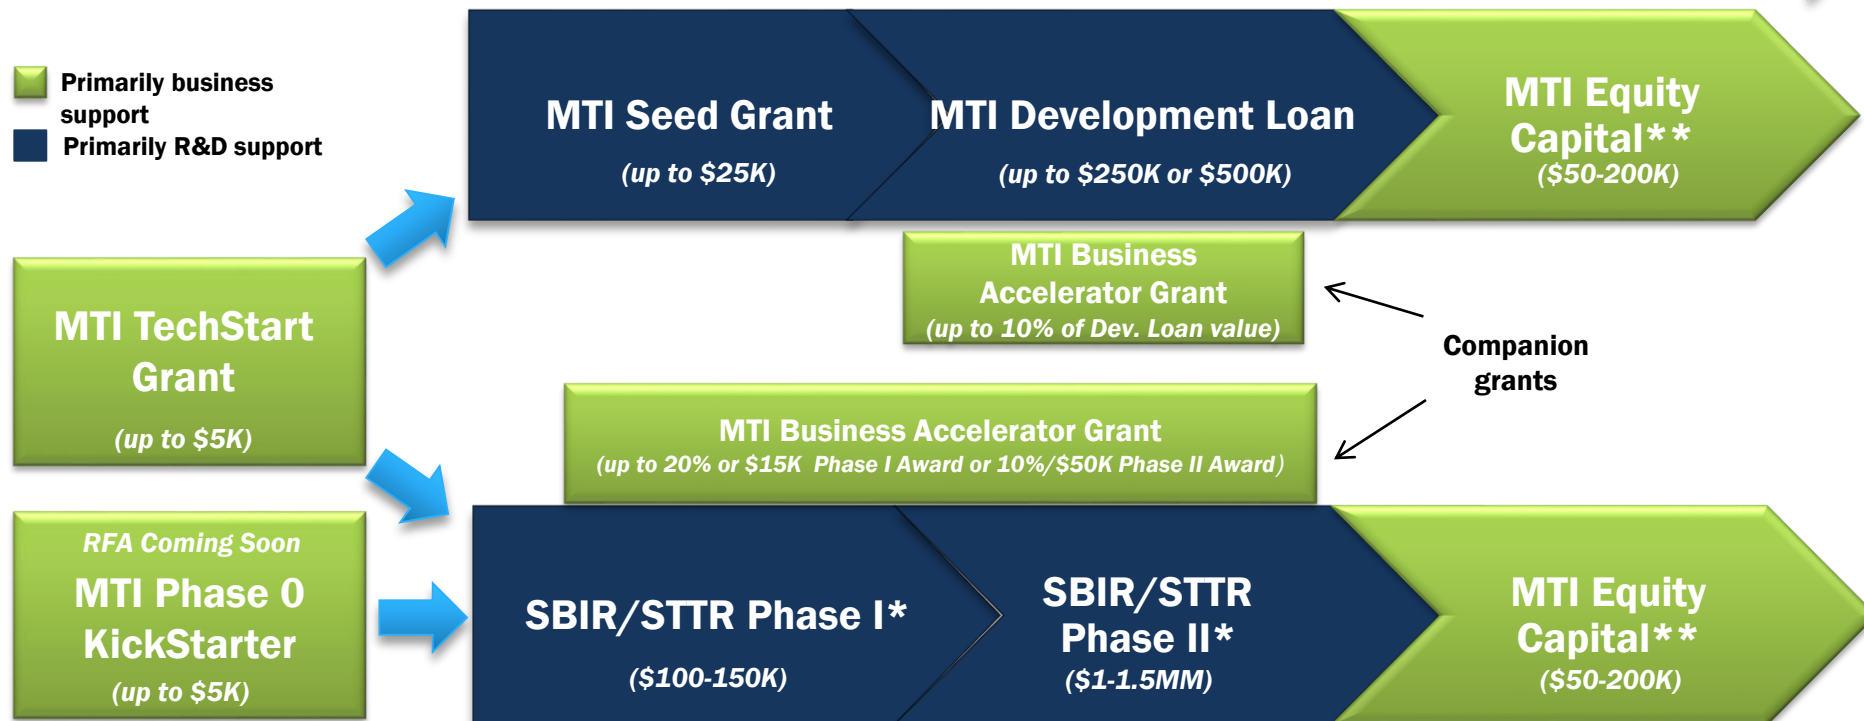 Primarily business
support
Primarily R&D support
MTI Seed Grant
(up to $25K)
MTI Development Loan
(up to $250K or $500K)
MTI Equity
Capital**
($50-200K)
MTI TechStart
Grant
(up to $5K)
MTI Business
Accelerator Grant
(up to 10% of Dev. Loan value)
Companion
grants
MTI Business Accelerator Grant
(up to 20% or $15K Phase I Award or 10%/$50K Phase II Award)
RFA Coming Soon
MTI Phase 0
KickStarter
(up to $5K)
SBIR/STTR Phase I*
($100-150K)
SBIR/STTR
Phase II*
($1-1.5MM)
MTI Equity
Capital**
($50-200K)